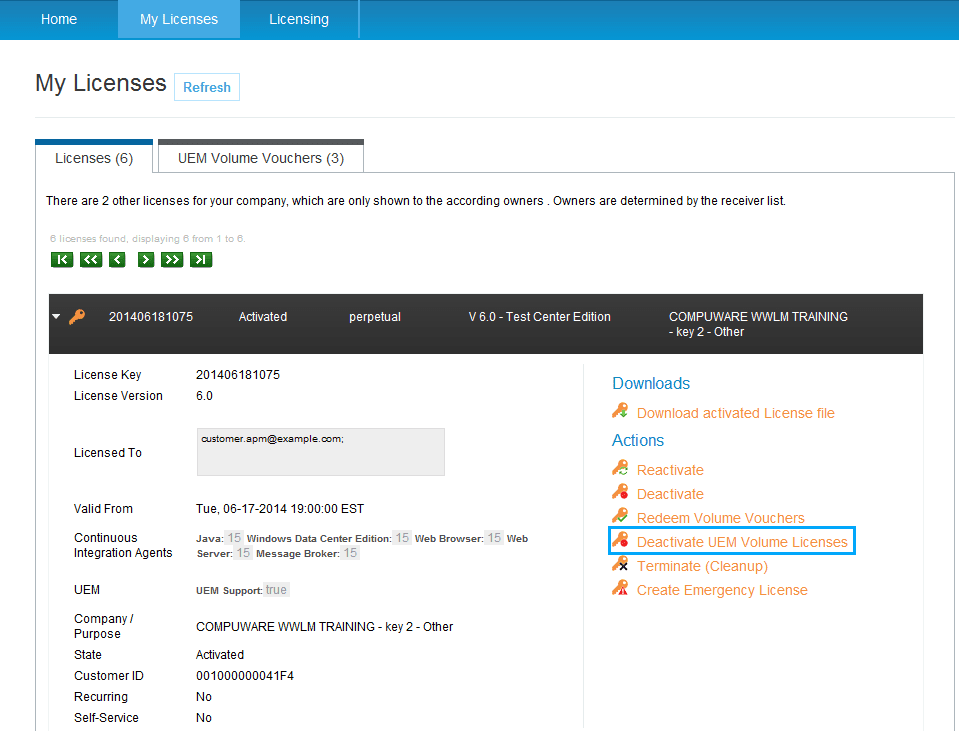 Home My Licenses Licensing
My Licenses Refresh
Licenses (6) UEM Volume Vouchers (3)
There are 2 other licenses for your company, which are only shown to the according owners . Owners are determined by the receiver list.
6 licenses found, displaying 6 from 1 to 6.
201406181075 Activated perpetual V 6.0 - Test Center Edition COMPUWARE WWLM TRAINING
- key 2 - Other
License Key 201406181075
License Version 6.0
Licensed To customer.apm@example.com;
Valid From Tue, 06-17-2014 19:00:00 EST
Continuous
Integration Agents
Java: 15 Windows Data Center Edition: 15 Web Browser: 15 Web
Server: 15 Message Broker: 15
UEM UEM Support: true
Company /
Purpose
COMPUWARE WWLM TRAINING - key 2 - Other
State Activated
Customer ID 001000000041F4
Recurring No
Self-Service No
Downloads
Download activated License file
Actions
Reactivate
Deactivate
Redeem Volume Vouchers
Deactivate UEM Volume Licenses
Terminate (Cleanup)
Create Emergency License